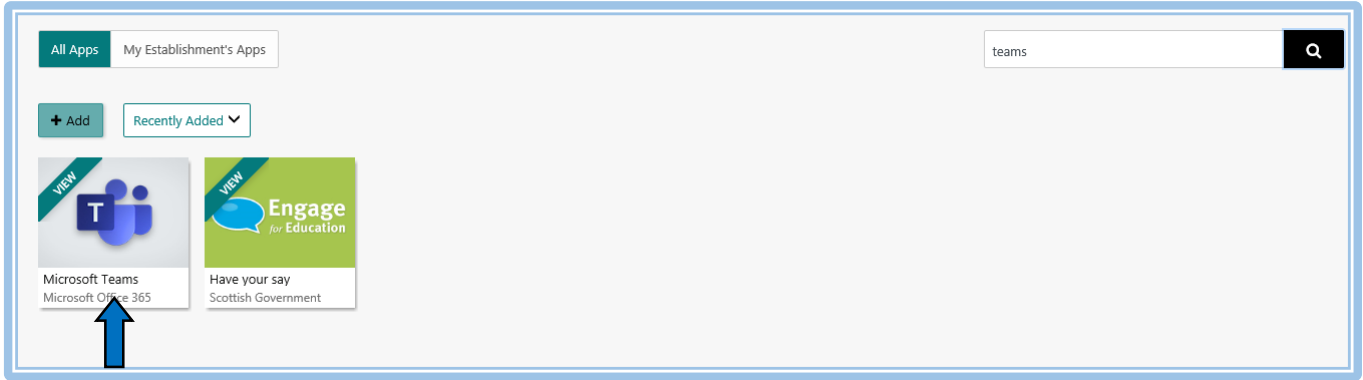 All Apps My Establishment's Apps teams
+ Add Recently Added
VIEW VIEW
T Engage
for Education
Microsoft Teams Have your say
Microsoft Office 365 Scottish Government